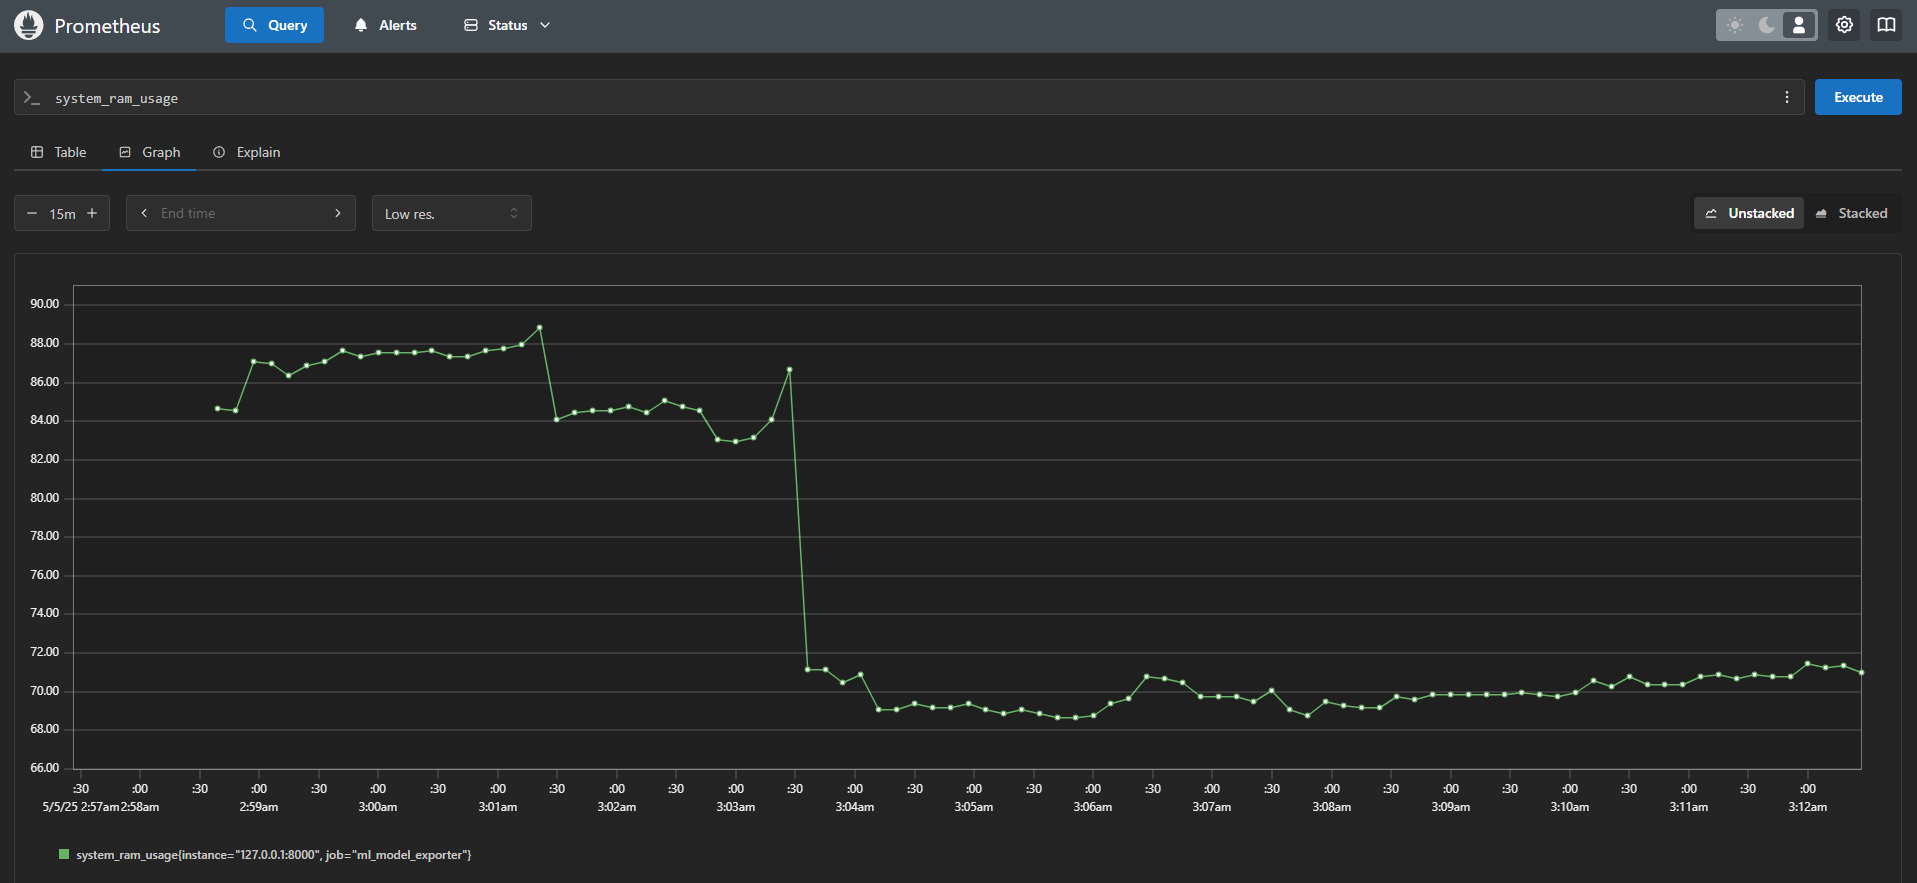 Prometheus Query Alerts Status
system_ram_usage Execute
Table Graph Explain
15m End time Low res. Unstacked Stacked
90.00
88.00
86.00
84.00
82.00
80.00
78.00
76.00
74.00
72.00
70.00
68.00
66.00
:30 :00 :30 :00 :30 :00 :30 :00 :30 :00 :30 :00 :30 :00 :30 :00 :30 :00 :30 :00 :30 :00 :30 :00 :30 :00 :30 :00 :30 :00
5/5/25 2:57am 2:58am 2:59am 3:00am 3:01am 3:02am 3:03am 3:04am 3:05am 3:06am 3:07am 3:08am 3:09am 3:10am 3:11am 3:12am
system_ram_usage{instance="127.0.0.1:8000", job="ml_model_exporter"}